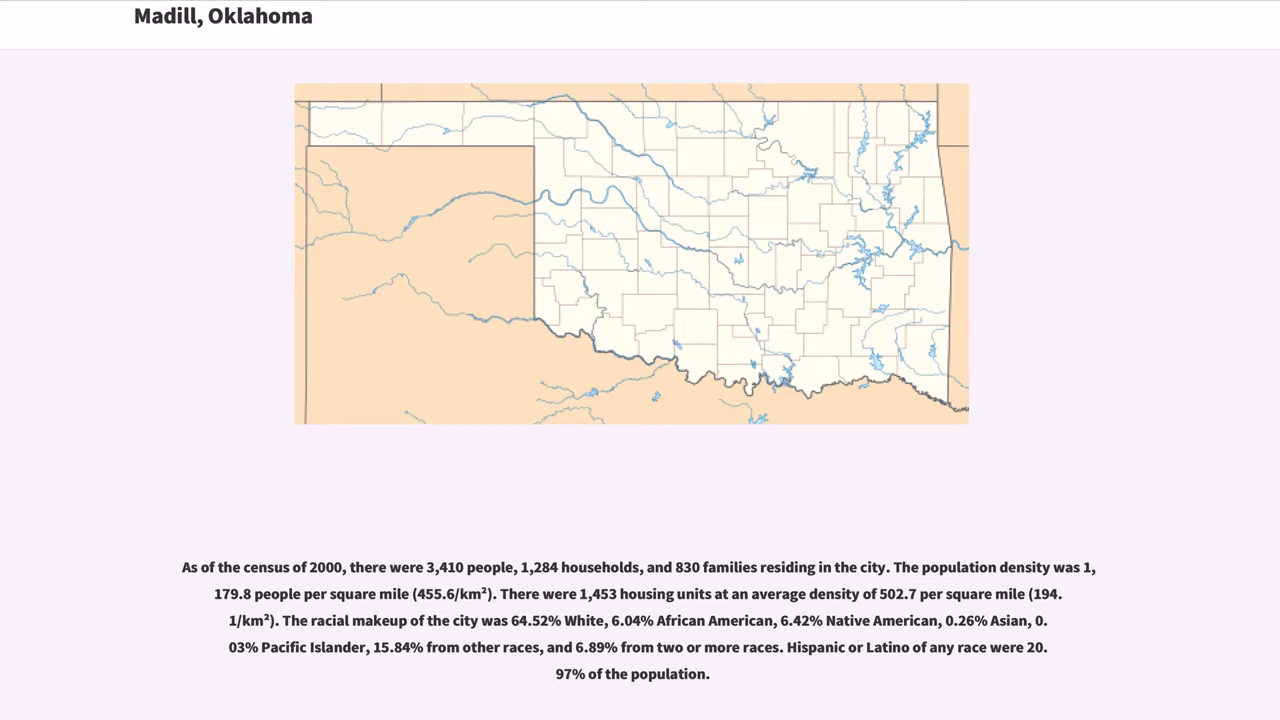 Madill, Oklahoma
As of the census of 2000, there were 3,410 people, 1,284 households, and 830 families residing in the city. The population density was 1,
179.8 people per square mile (455.6/km²). There were 1,453 housing units at an average density of 502.7 per square mile (194.
1/km²). The racial makeup of the city was 64.52% White, 6.04% African American, 6.42% Native American, 0.26% Asian, 0.
03% Pacific Islander, 15.84% from other races, and 6.89% from two or more races. Hispanic or Latino of any race were 20.
97% of the population.